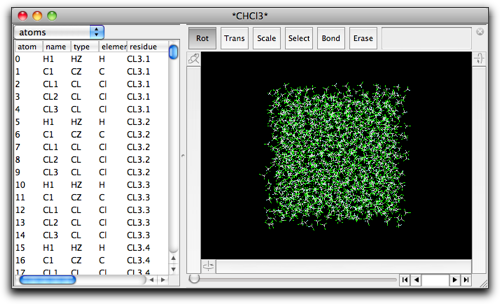 *CHCl3*
atoms
Rot Trans Scale Select Bond Erase
atom name type elemer residue
0 H1 HZ H CL3.1
1 C1 CZ C CL3.1
2 CL1 CL Cl CL3.1
3 CL2 CL Cl CL3.1
4 CL3 CL Cl CL3.1
5 H1 HZ H CL3.2
6 C1 CZ C CL3.2
7 CL1 CL Cl CL3.2
8 CL2 CL Cl CL3.2
9 CL3 CL Cl CL3.2
10 H1 HZ H CL3.3
11 C1 CZ C CL3.3
12 CL1 CL Cl CL3.3
13 CL2 CL Cl CL3.3
14 CL3 CL Cl CL3.3
15 H1 HZ H CL3.4
16 C1 CZ C CL3.4
17 CL1 CL Cl CL3.4